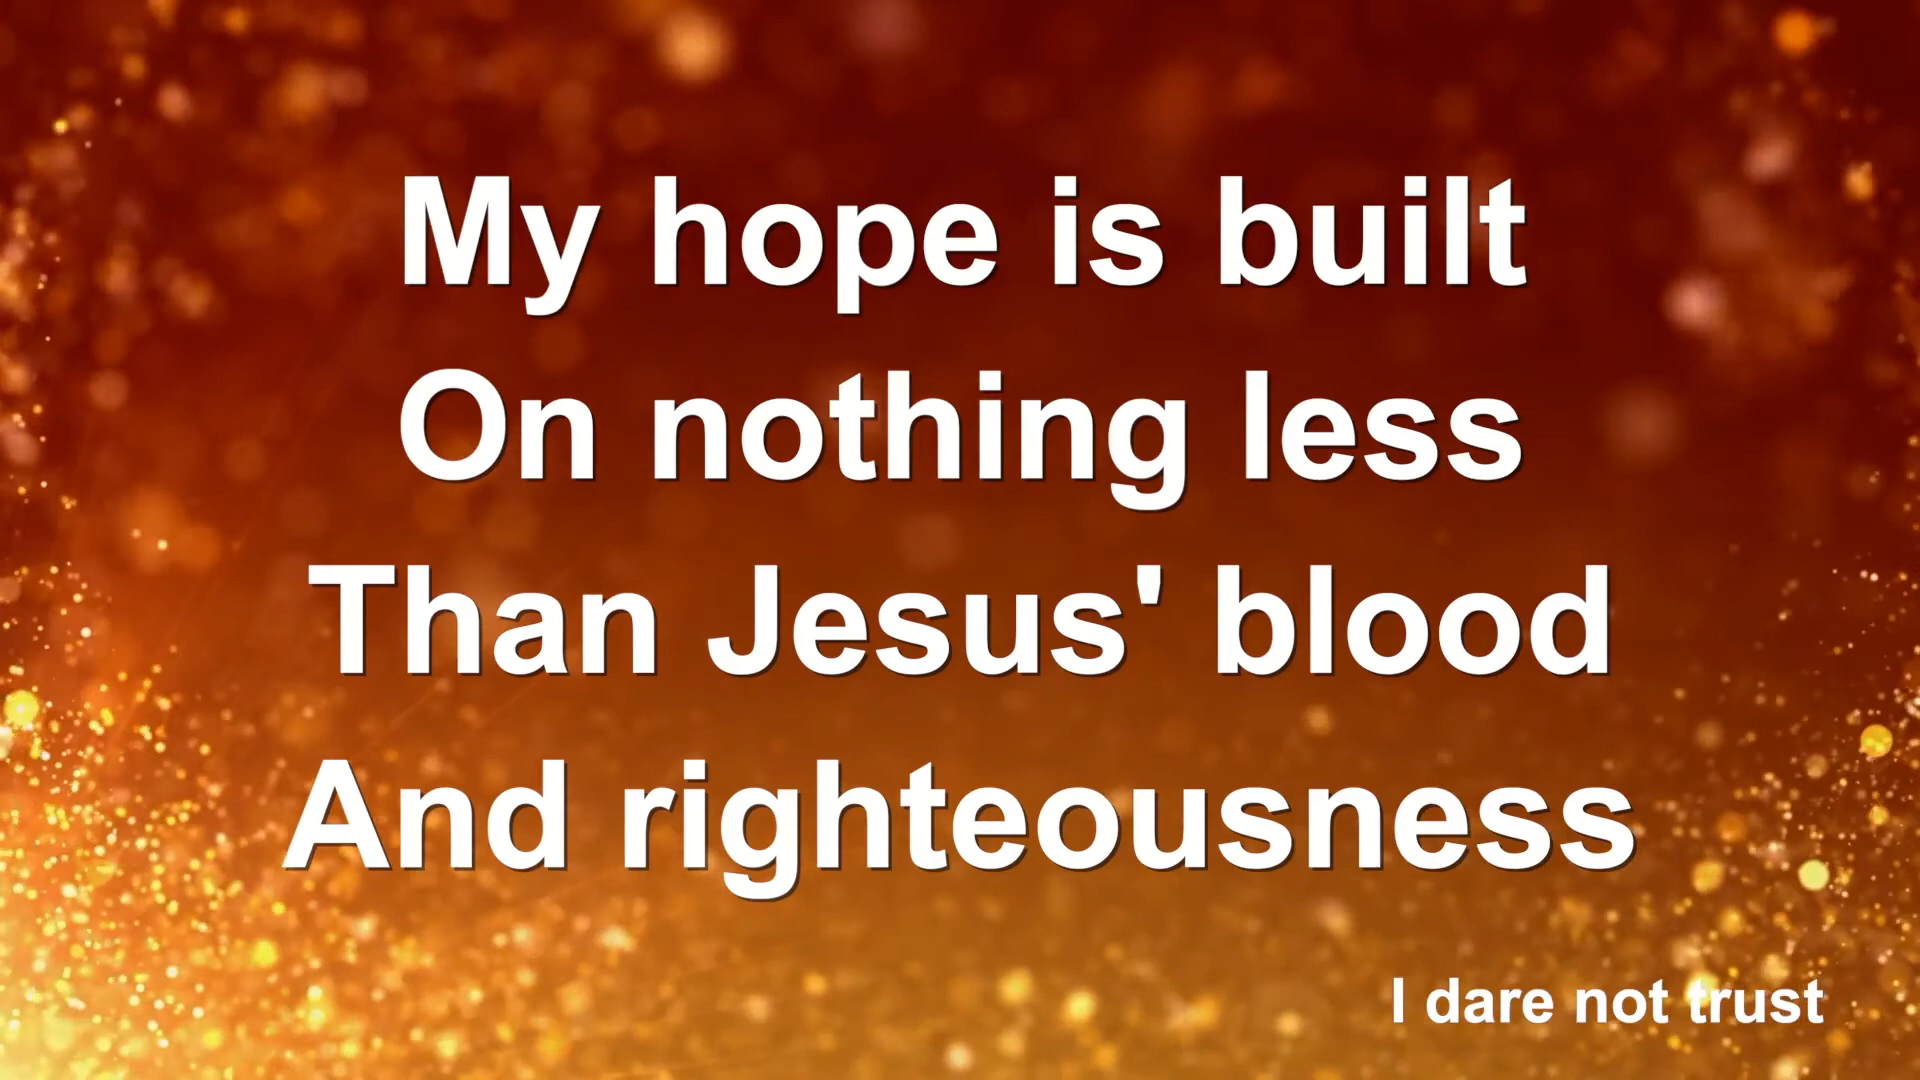 My hope is built
On nothing less
Than Jesus' blood
And righteousness
I dare not trust